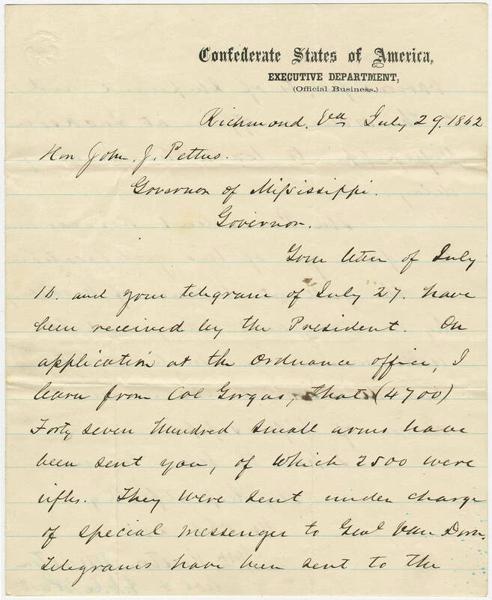 Confederate States of America,
EXECUTIVE DEPARTMENT,
(Official Business.)
Richmond, Va July 29. 1862
Hon John. J. Pettus.
Governor of Mississippi.
Governor.
Your letter of July
and your telegram of July 27. have
been received by the President. On
application at the Ordnance office, I
learn from Col Gorgas, that (4700)
Forty seven Hundred small arms have
been sent you, of which 2500 were
rifles. They were sent under charge
of special messenger to Genl Van Dorn,
Telegrams have been sent to the